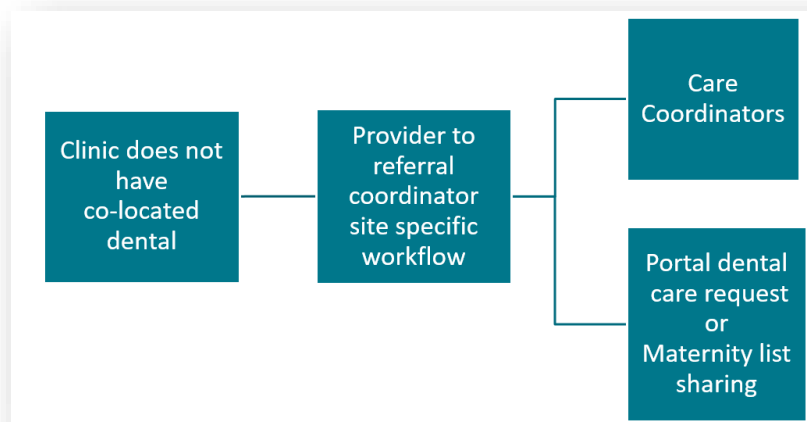 Clinic does not
have
co-located
dental
Provider to
referral
coordinator
site specific
workflow
Care
Coordinators
Portal dental
care request
or
Maternity list
sharing